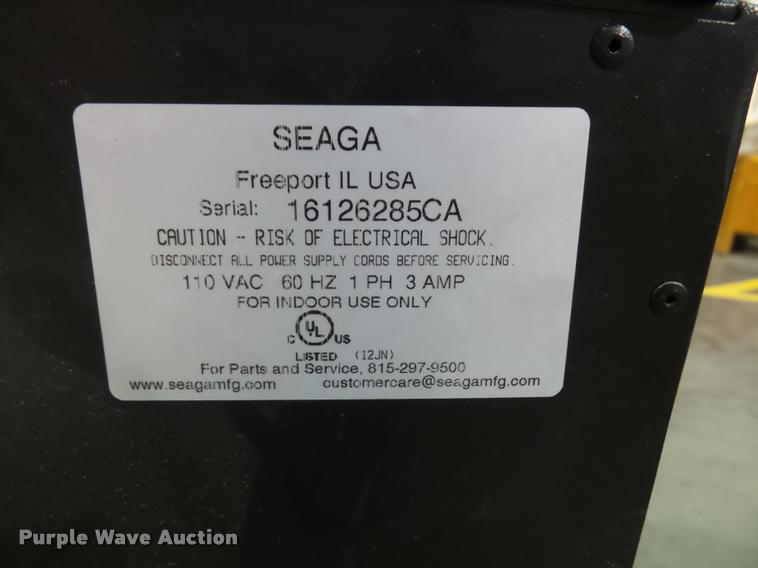 SEAGA
Freeport IL USA
Serial: 16126285CA
CAUTION - RISK OF ELECTRICAL SHOCK.
DISCONNECT ALL POWER SUPPLY CORDS BEFORE SERVICING.
110 VAC 60 HZ 1 PH 3 AMP
FOR INDOOR USE ONLY
C UL US
LISTED (12JN)
For Parts and Service, 815-297-9500
www.seagamfg.com customercare@seagamfg.com
Purple Wave Auction